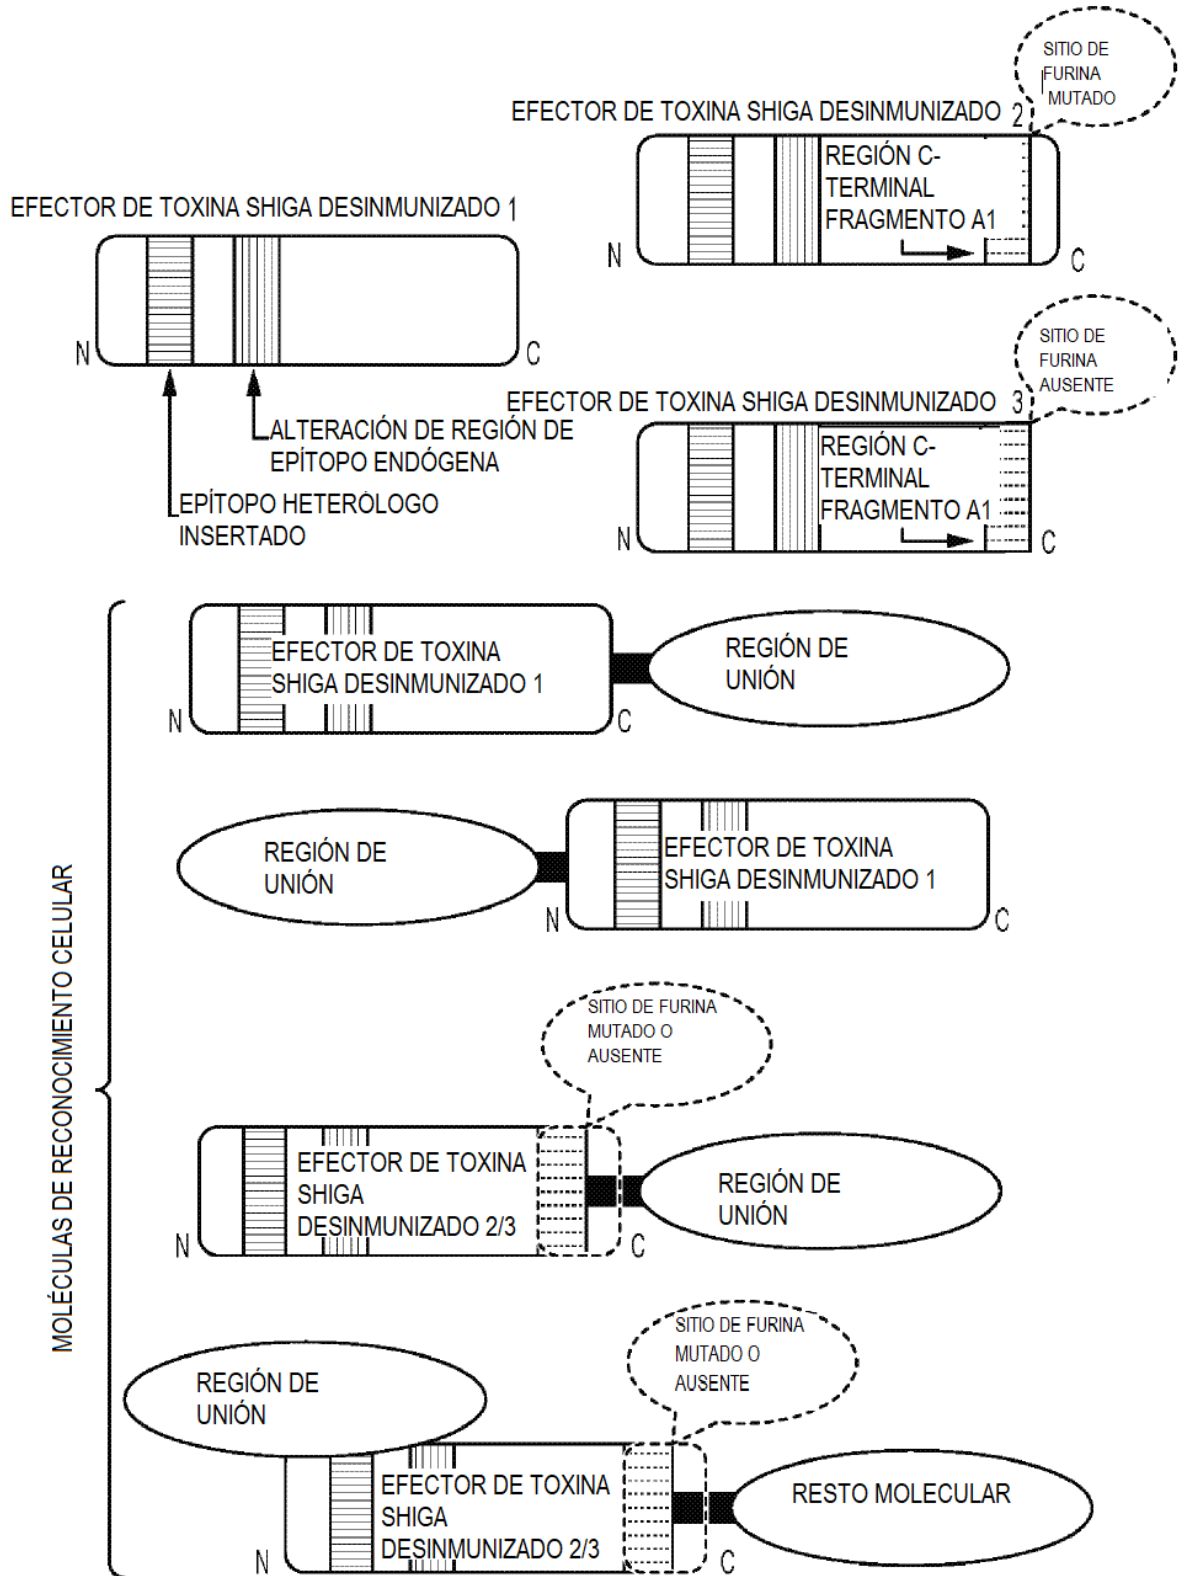 SITIO DE
FURINA
MUTADO
EFECTOR DE TOXINA SHIGA DESINMUNIZADO 2
REGIÓN C-
TERMINAL
FRAGMENTO A1
N
C
EFECTOR DE TOXINA SHIGA DESINMUNIZADO 1
N
C
ALTERACIÓN DE REGIÓN DE
EPÍTOPO ENDÓGENA
EPÍTOPO HETERÓLOGO
INSERTADO
SITIO DE
FURINA
AUSENTE
EFECTOR DE TOXINA SHIGA DESINMUNIZADO 3
REGIÓN C-
TERMINAL
FRAGMENTO A1
N
C
MOLÉCULAS DE RECONOCIMIENTO CELULAR
EFECTOR DE TOXINA
SHIGA DESINMUNIZADO 1
N
C
REGIÓN DE
UNIÓN
REGIÓN DE
UNIÓN
EFECTOR DE TOXINA
SHIGA DESINMUNIZADO 1
N
C
SITIO DE FURINA
MUTADO O
AUSENTE
EFECTOR DE TOXINA
SHIGA
DESINMUNIZADO 2/3
N
C
REGIÓN DE
UNIÓN
SITIO DE FURINA
MUTADO O
AUSENTE
REGIÓN DE
UNIÓN
EFECTOR DE TOXINA
SHIGA
DESINMUNIZADO 2/3
N
C
RESTO MOLECULAR